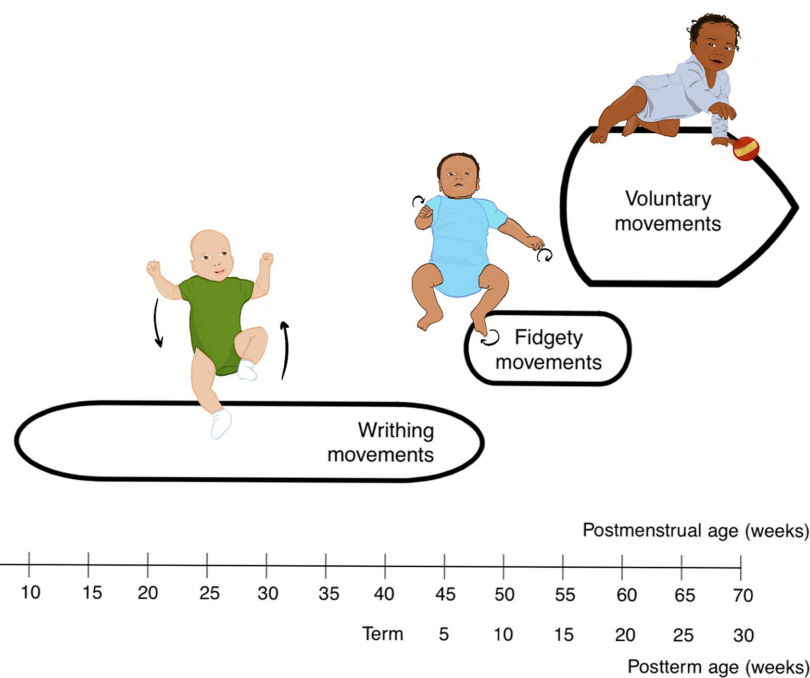 Voluntary
movements
Fidgety
movements
Writhing
movements
Postmenstrual age (weeks)
10 15 20 25 30 35 40 45 50 55 60 65 70
Term 5 10 15 20 25 30
Postterm age (weeks)